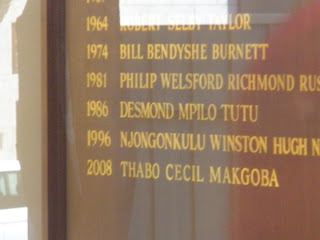 1964 ROBERT SELBY TAYLOR
1974 BILL BENDYSHE BURNETT
1981 PHILIP WELSFORD RICHMOND RUS
1986 DESMOND MPILO TUTU
1996 NJONGONKULU WINSTON HUGH N
2008 THABO CECIL MAKGOBA